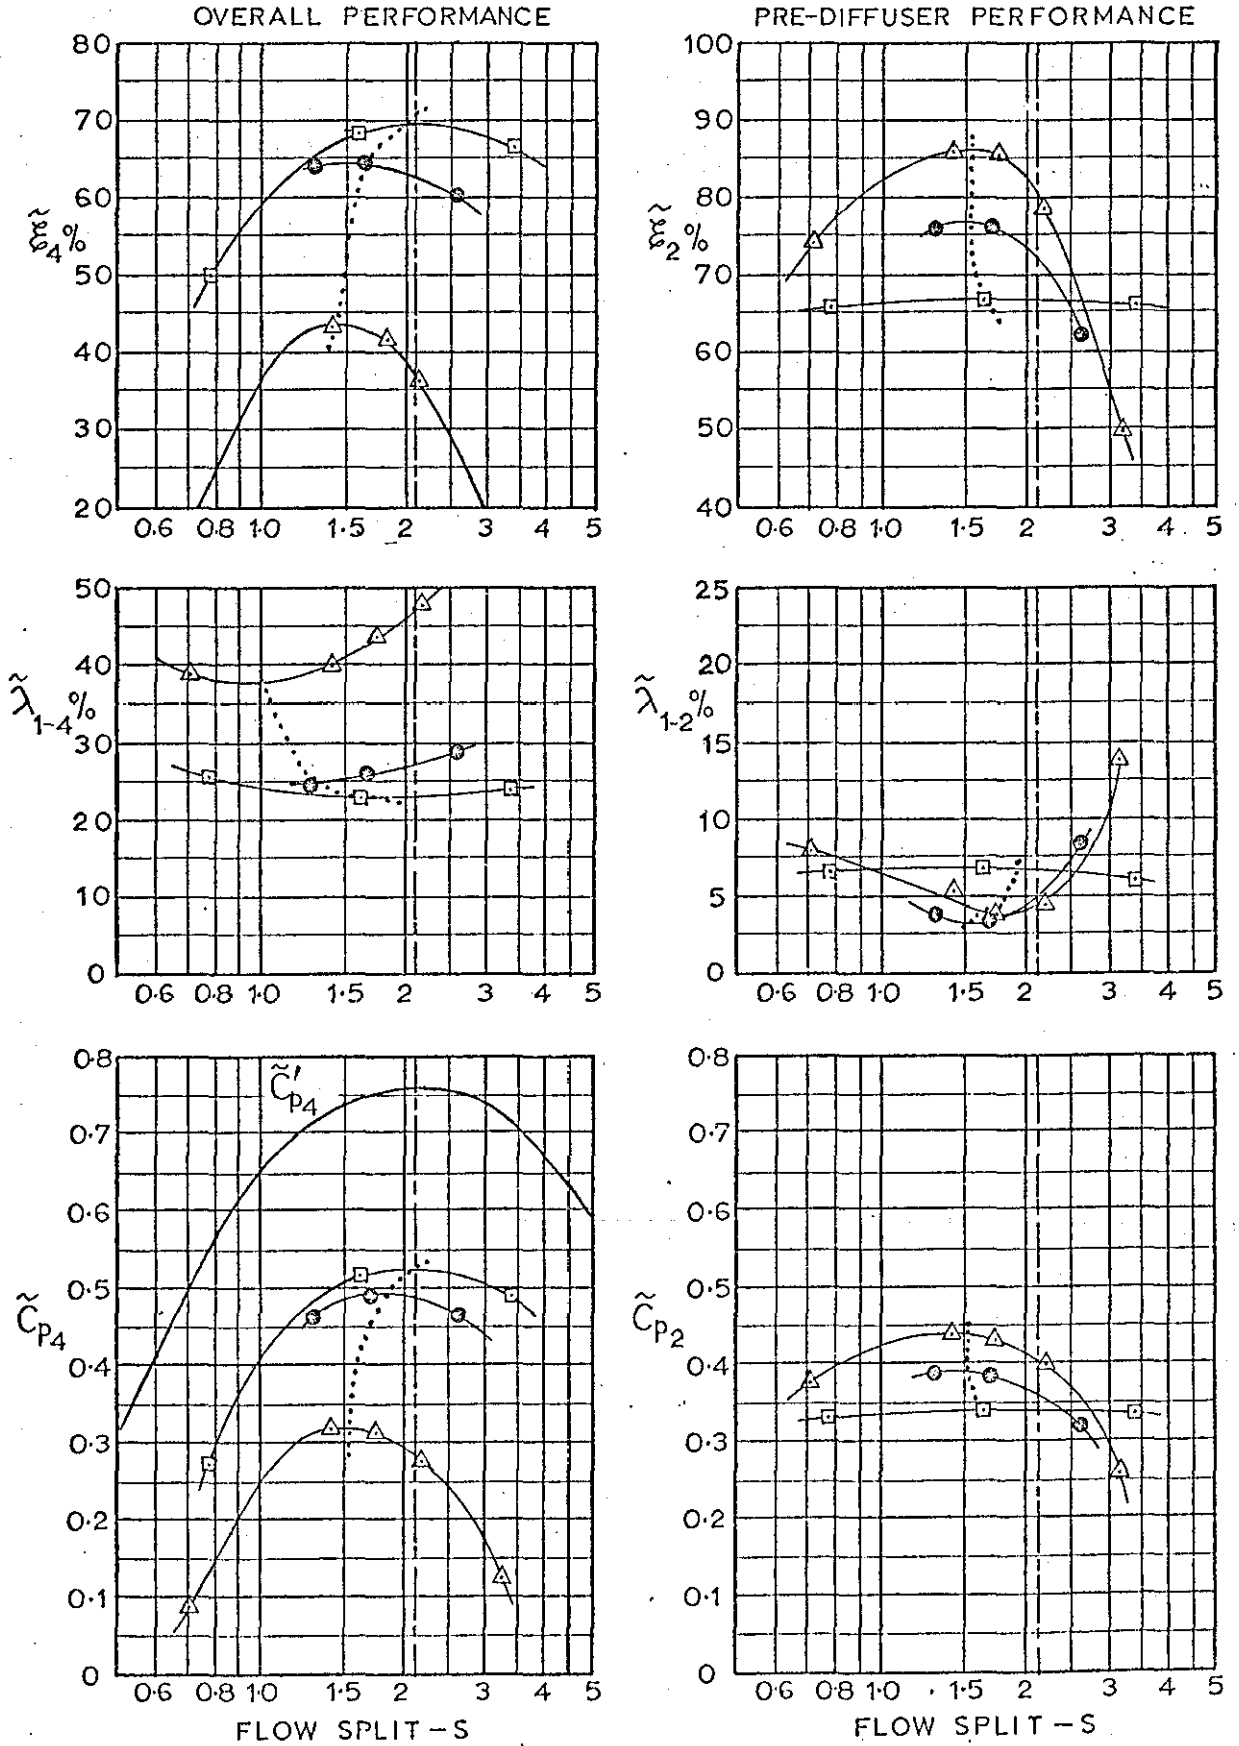 OVERALL PERFORMANCE
80
70
60
50
40
30
20
ε̃4%
0·6 0·8 1·0 1·5 2 3 4 5
PRE-DIFFUSER PERFORMANCE
100
90
80
70
60
50
40
ε̃2%
0·6 0·8 1·0 1·5 2 3 4 5
50
40
30
20
10
0
λ̃1-4%
0·6 0·8 1·0 1·5 2 3 4 5
25
20
15
10
5
0
λ̃1-2%
0·6 0·8 1·0 1·5 2 3 4 5
0·8
0·7
0·6
0·5
0·4
0·3
0·2
0·1
0
C̃p4
C̃'p4
0·6 0·8 1·0 1·5 2 3 4 5
FLOW SPLIT-S
0·8
0·7
0·6
0·5
0·4
0·3
0·2
0·1
0
C̃p2
0·6 0·8 1·0 1·5 2 3 4 5
FLOW SPLIT-S